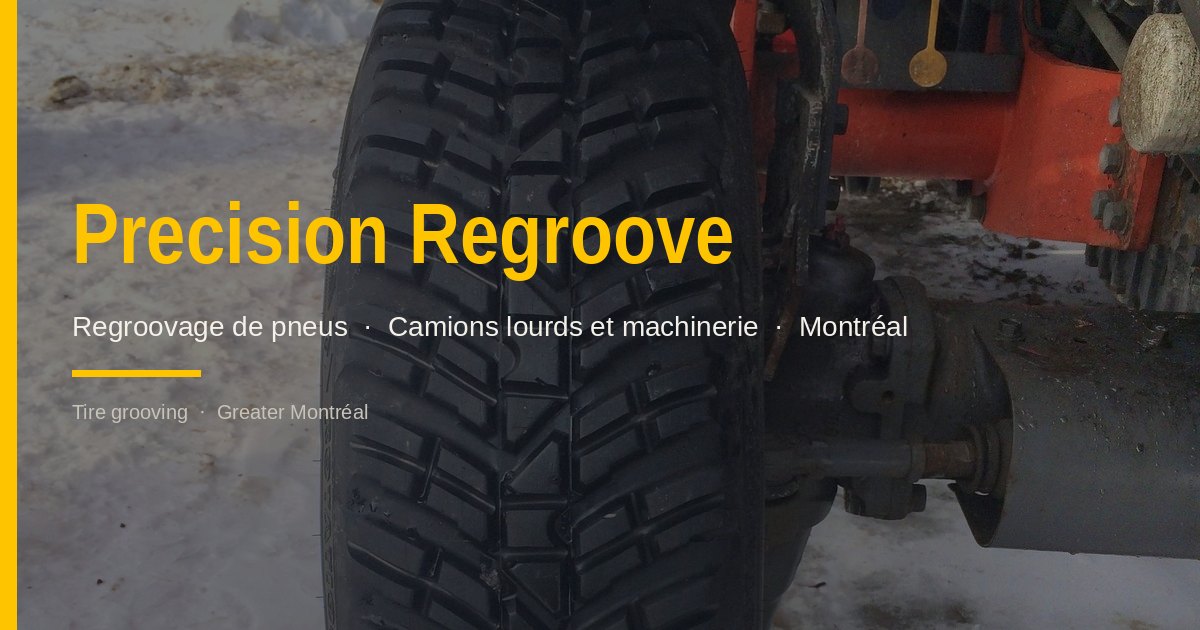 Precision Regroove
Regroovage de pneus · Camions lourds et machinerie · Montréal
Tire grooving · Greater Montréal